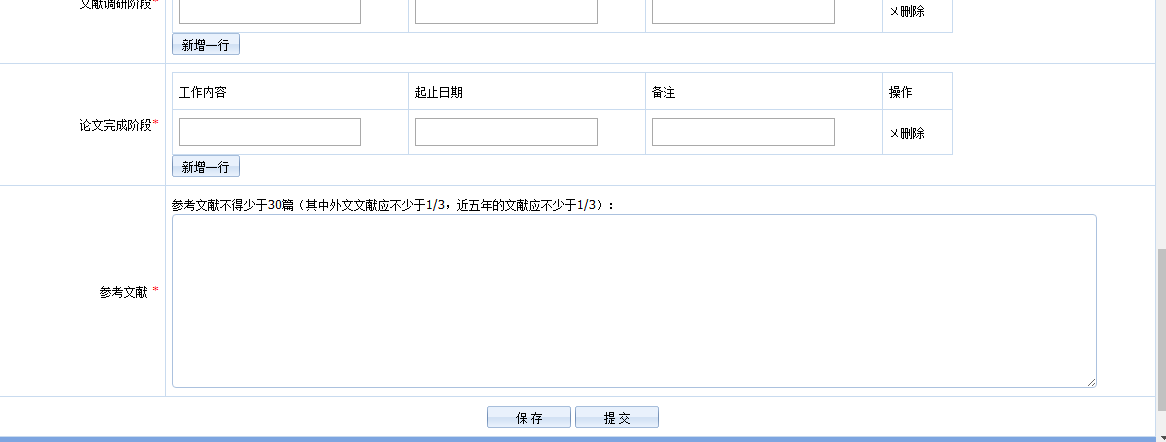 文献调研阶段*
乄删除
新增一行
工作内容 起止日期 备注 操作
论文完成阶段*
乄删除
新增一行
参考文献不得少于30篇（其中外文文献应不少于1/3，近五年的文献应不少于1/3）：
参考文献 *
保 存 提 交